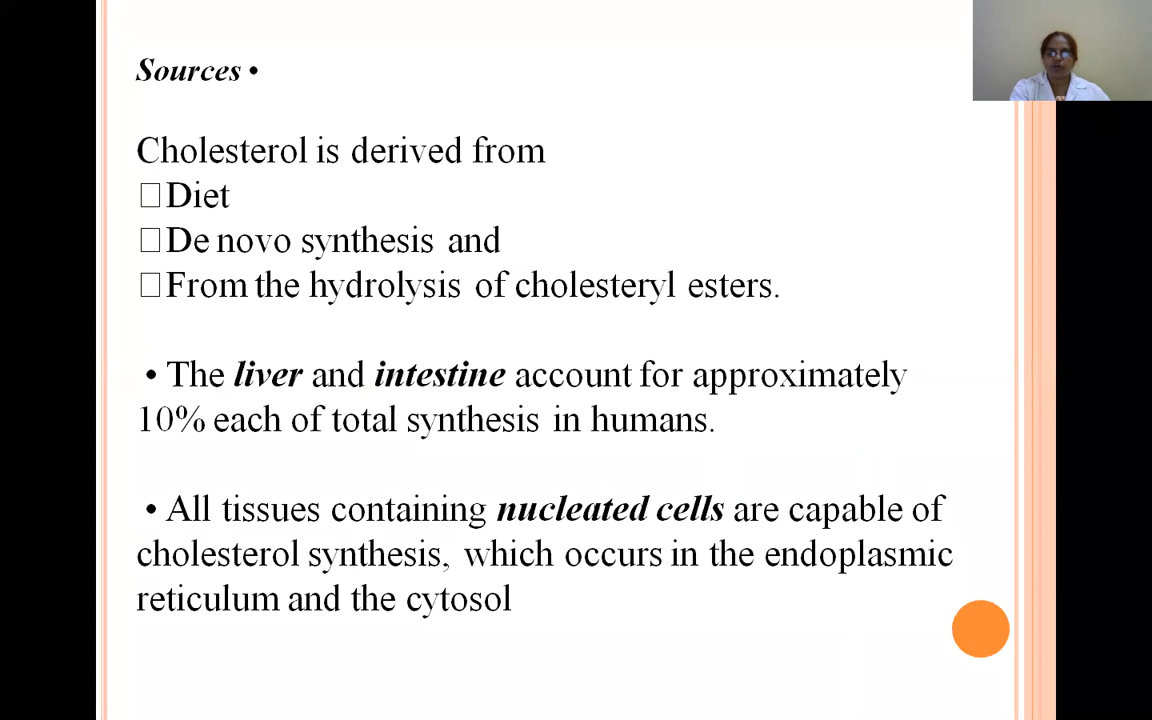 Sources •
Cholesterol is derived from
□Diet
□De novo synthesis and
□From the hydrolysis of cholesteryl esters.
• The liver and intestine account for approximately
10% each of total synthesis in humans.
• All tissues containing nucleated cells are capable of
cholesterol synthesis, which occurs in the endoplasmic
reticulum and the cytosol